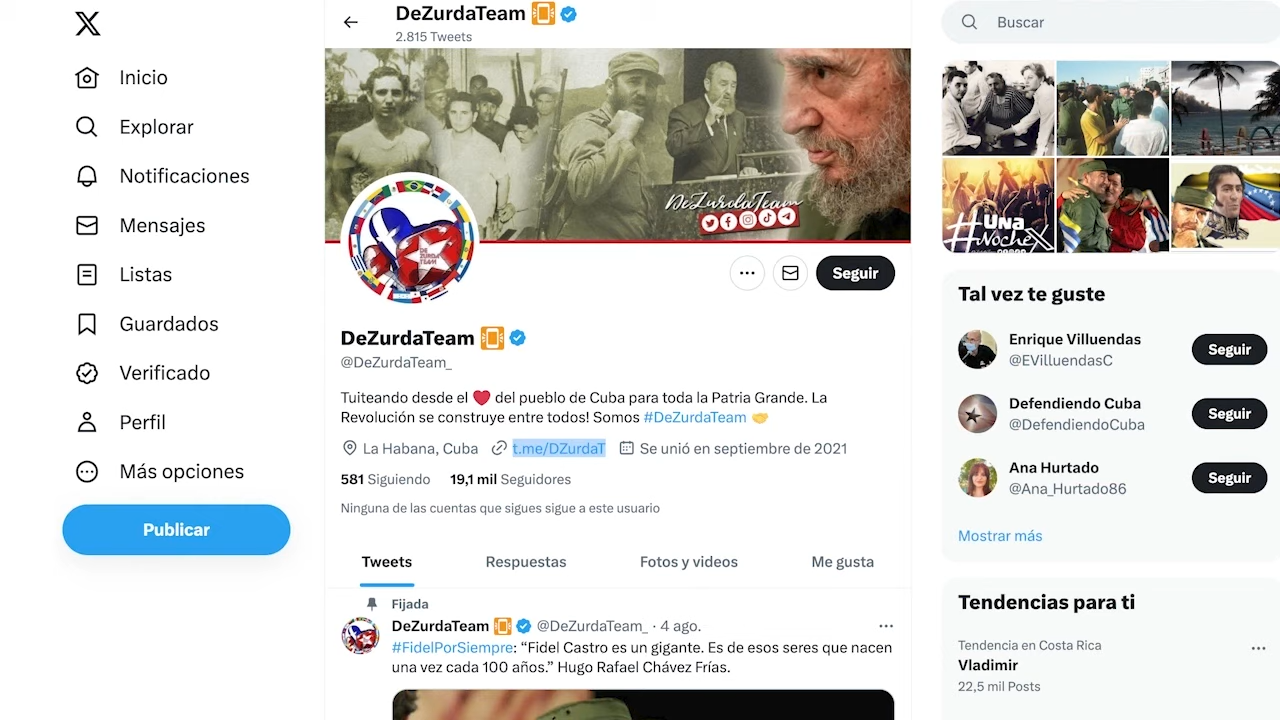 Inicio
Explorar
Notificaciones
Mensajes
Listas
Guardados
Verificado
Perfil
Más opciones
Publicar
DeZurdaTeam
2.815 Tweets
DeZurdaTeam
DE
ZURDA
TEAM
Seguir
DeZurdaTeam
@DeZurdaTeam_
Tuiteando desde el ❤️ del pueblo de Cuba para toda la Patria Grande. La
Revolución se construye entre todos! Somos #DeZurdaTeam 🤝
La Habana, Cuba t.me/DZurdaT Se unió en septiembre de 2021
581 Siguiendo 19,1 mil Seguidores
Ninguna de las cuentas que sigues sigue a este usuario
Tweets Respuestas Fotos y videos Me gusta
Fijada
DeZurdaTeam @DeZurdaTeam_ · 4 ago.
#FidelPorSiempre: “Fidel Castro es un gigante. Es de esos seres que nacen
una vez cada 100 años.” Hugo Rafael Chávez Frías.
Buscar
#UNA
NocheX
Tal vez te guste
Enrique Villuendas
@EVilluendasC
Seguir
Defendiendo Cuba
@DefendiendoCuba
Seguir
Ana Hurtado
@Ana_Hurtado86
Seguir
Mostrar más
Tendencias para ti
Tendencia en Costa Rica
Vladimir
22,5 mil Posts